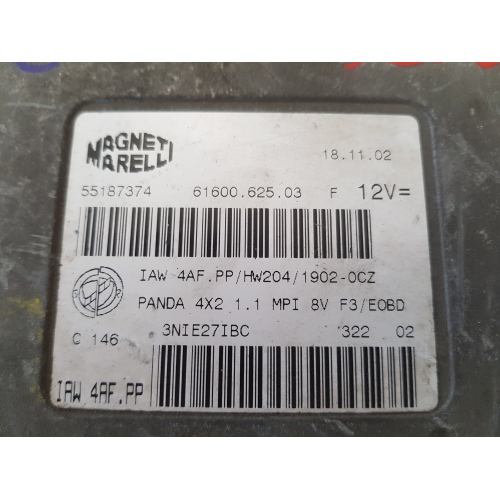 MAGNETI
MARELLI
18.11.02
55187374 61600.625.03 F 12V=
IAW 4AF.PP/HW204/1902-0CZ
PANDA 4X2 1.1 MPI 8V F3/EOBD
C 146 3NIE27IBC 322 02
IAW 4AF.PP